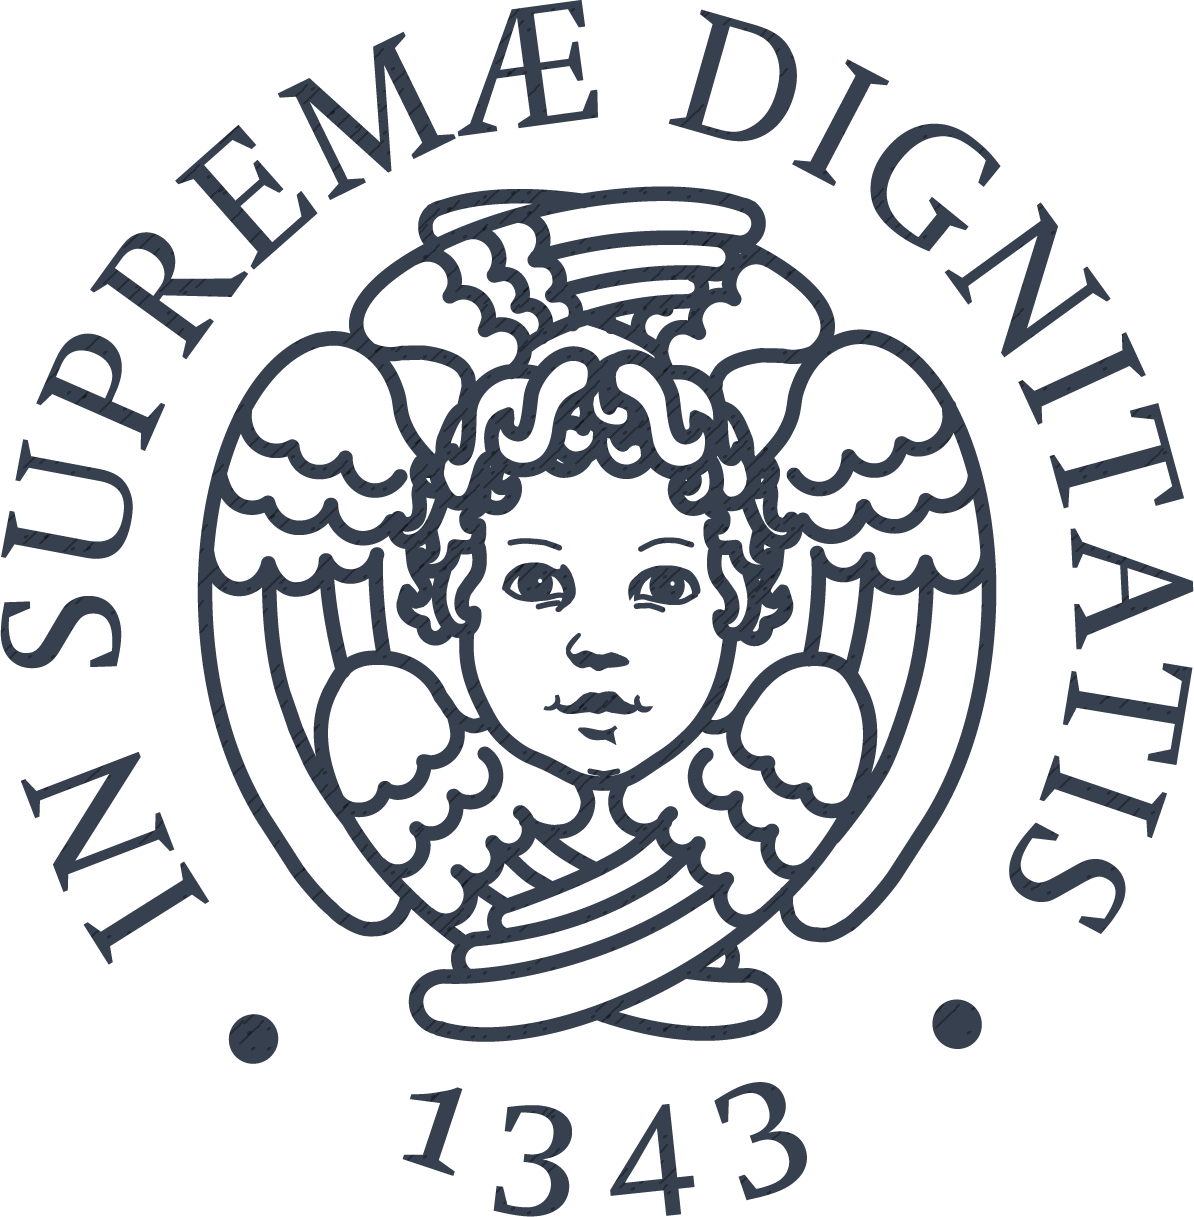 IN SUPREMÆ DIGNITATIS
1343